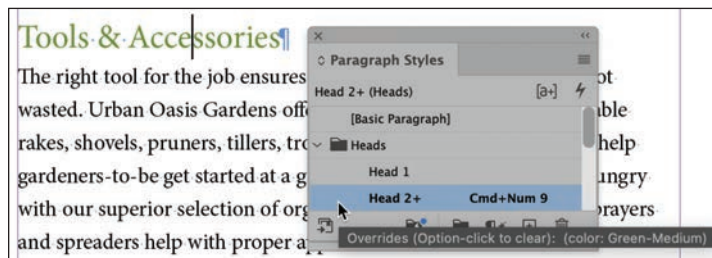 Tools & Accessories¶
Paragraph Styles
The right tool for the job ensures ot
Head 2+ (Heads) [a+]
wasted. Urban Oasis Gardens offe able
[Basic Paragraph]
rakes, shovels, pruners, tillers, tro help
Heads
Head 1
gardeners-to-be get started at a g ungry
Head 2+ Cmd+Num 9
with our superior selection of org prayers
Overrides (Option-click to clear): (color: Green-Medium)
and spreaders help with proper ap